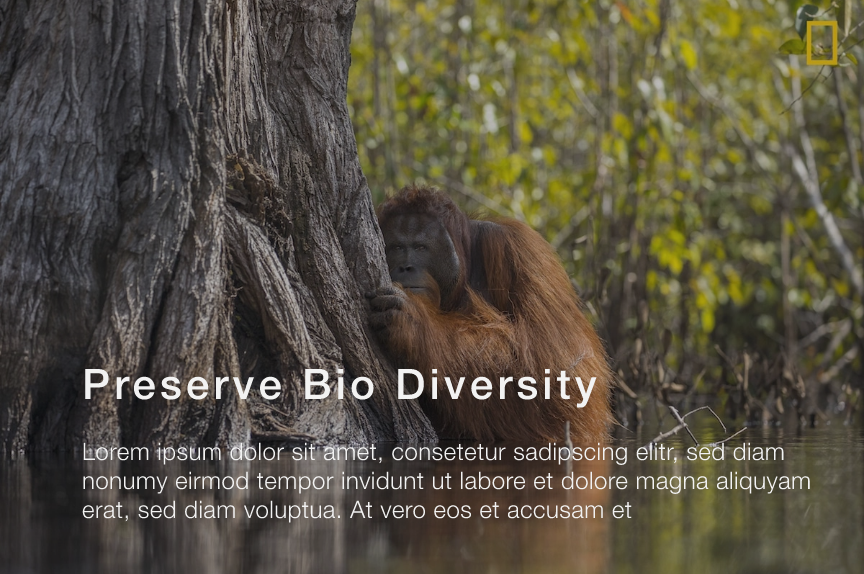 Preserve Bio Diversity
Lorem ipsum dolor sit amet, consetetur sadipscing elitr, sed diam
nonumy eirmod tempor invidunt ut labore et dolore magna aliquyam
erat, sed diam voluptua. At vero eos et accusam et